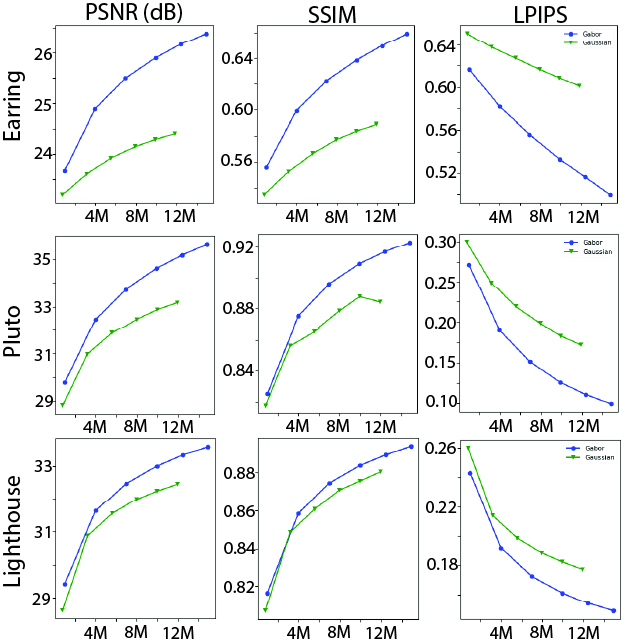 PSNR (dB) SSIM LPIPS
Earring
26
25
24
4M 8M 12M
0.64
0.60
0.56
4M 8M 12M
0.64
0.60
0.56
0.52
Gabor
Gaussian
4M 8M 12M
Pluto
35
33
31
29
4M 8M 12M
0.92
0.88
0.84
4M 8M 12M
0.30
0.25
0.20
0.15
0.10
Gabor
Gaussian
4M 8M 12M
Lighthouse
33
31
29
4M 8M 12M
0.88
0.86
0.84
0.82
4M 8M 12M
0.26
0.22
0.18
Gabor
Gaussian
4M 8M 12M